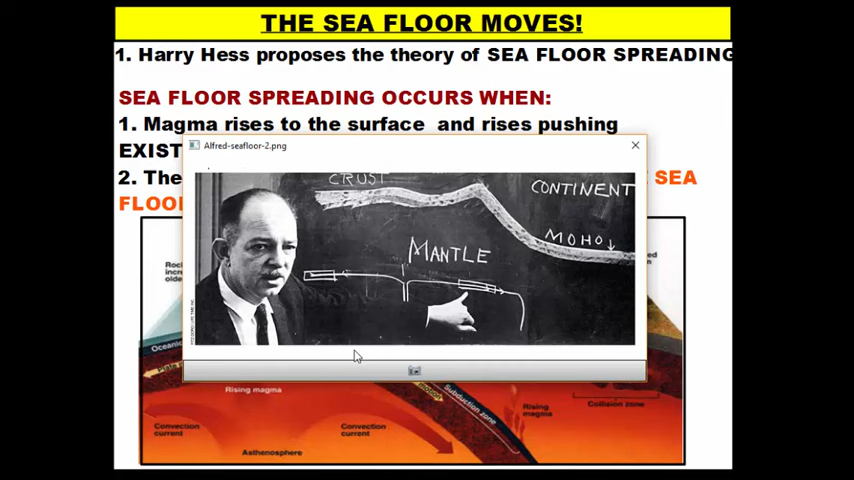 THE SEA FLOOR MOVES!
1. Harry Hess proposes the theory of SEA FLOOR SPREADING
SEA FLOOR SPREADING OCCURS WHEN:
1. Magma rises to the surface and rises pushing
EXIST
Alfred-seafloor-2.png
2. The
SEA
FLOOR
CRUST
CONTINENT
MOHO
MANTLE
Rising magma
Convection
current
Convection
current
Asthenosphere
Subduction zone
Rising
magma
Collision zone